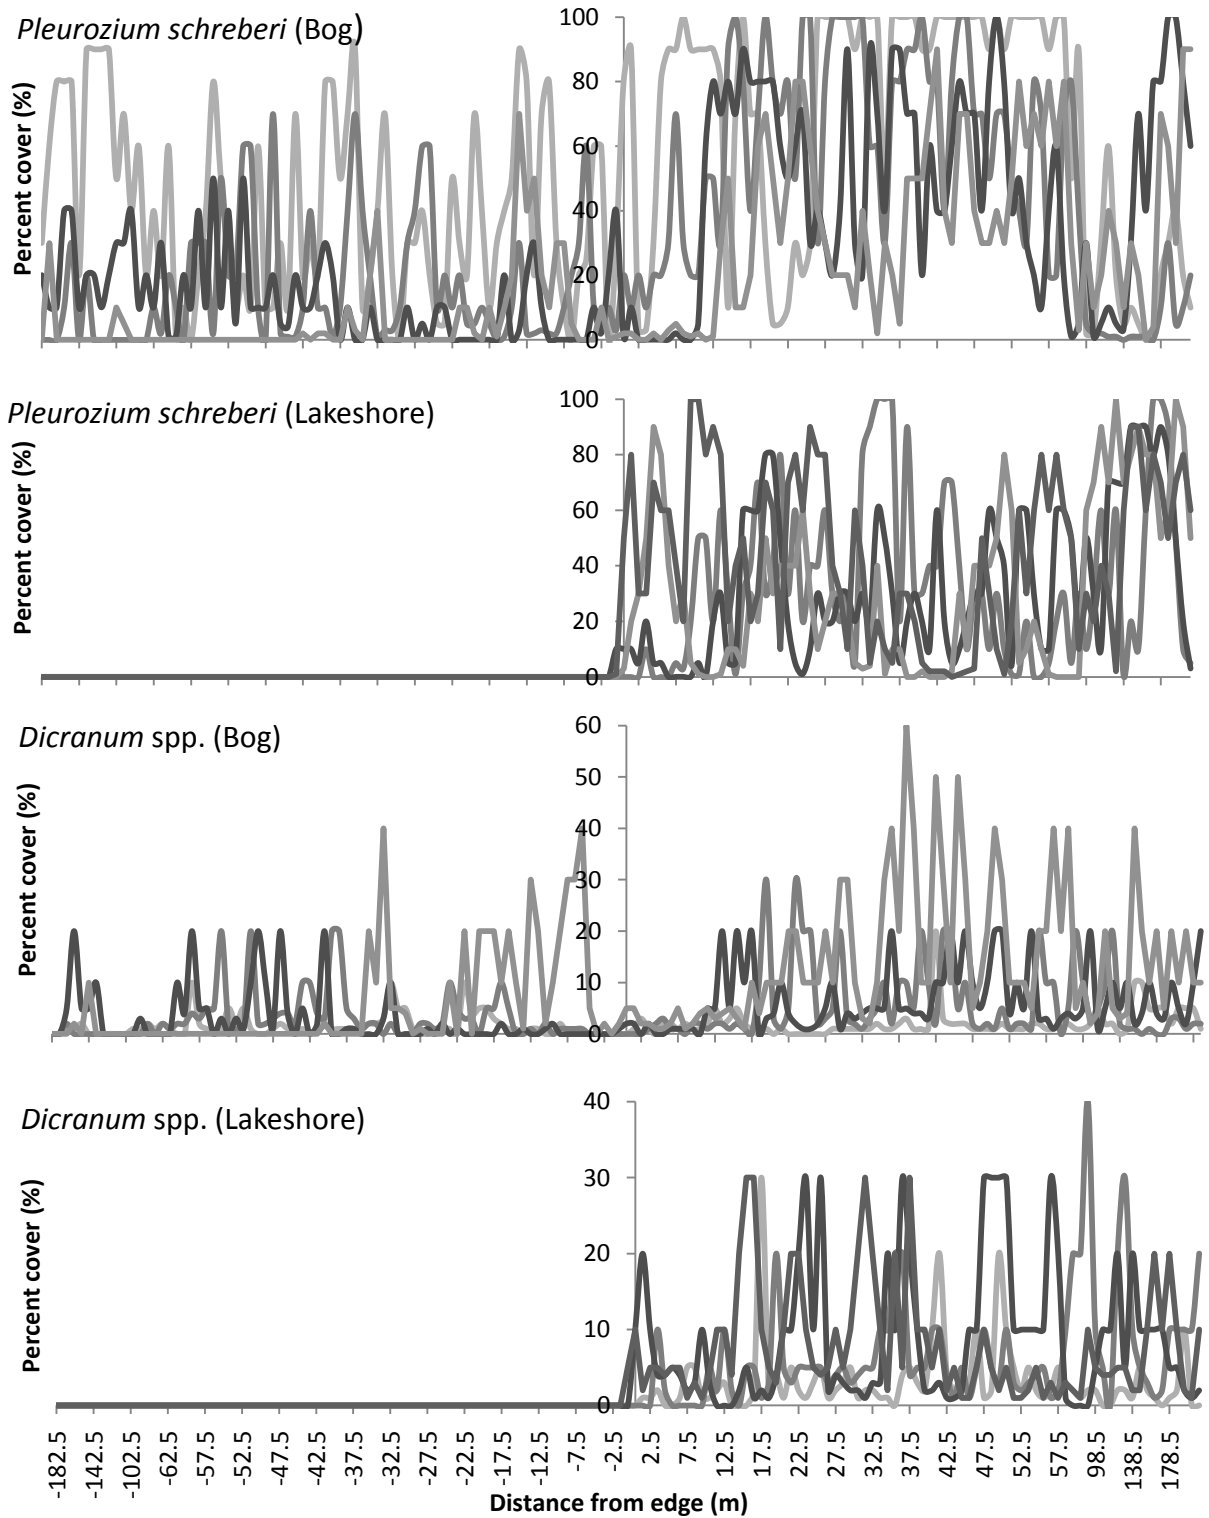 Pleurozium schreberi (Bog)
Percent cover (%)
100
80
60
40
20
0
Pleurozium schreberi (Lakeshore)
Percent cover (%)
100
80
60
40
20
0
Dicranum spp. (Bog)
Percent cover (%)
60
50
40
30
20
10
0
Dicranum spp. (Lakeshore)
Percent cover (%)
40
30
20
10
0
-182.5 -142.5 -102.5 -62.5 -57.5 -52.5 -47.5 -42.5 -37.5 -32.5 -27.5 -22.5 -17.5 -12.5 -7.5 -2.5 2.5 7.5 12.5 17.5 22.5 27.5 32.5 37.5 42.5 47.5 52.5 57.5 98.5 138.5 178.5
Distance from edge (m)